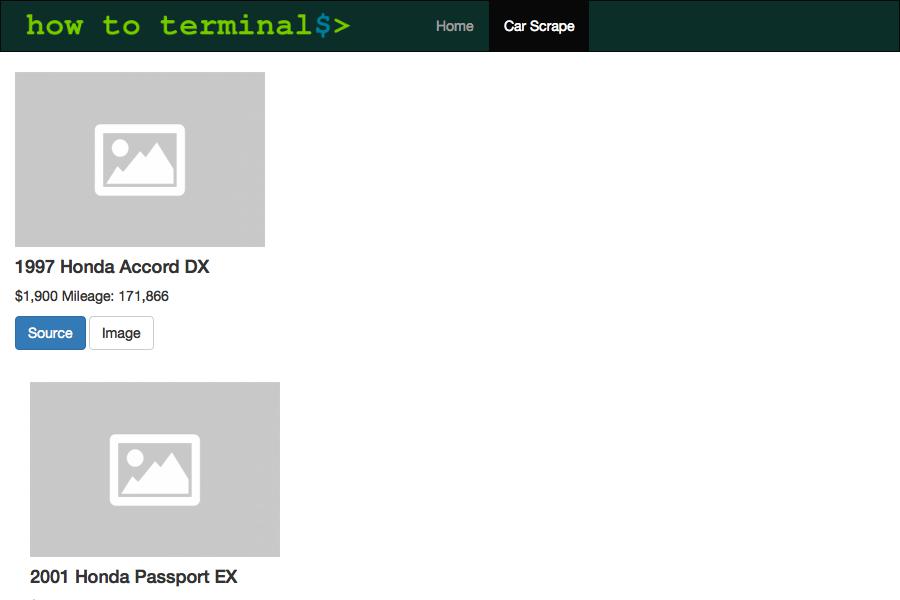 how to terminal$>
Home
Car Scrape
1997 Honda Accord DX
$1,900 Mileage: 171,866
Source
Image
2001 Honda Passport EX